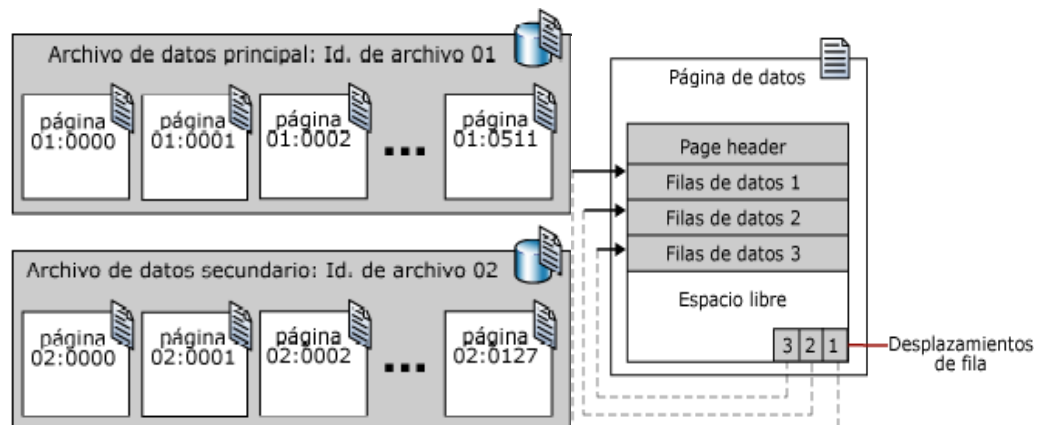 Archivo de datos principal: Id. de archivo 01
página
01:0000
página
01:0001
página
01:0002
...
página
01:0511
Archivo de datos secundario: Id. de archivo 02
página
02:0000
página
02:0001
página
02:0002
...
página
02:0127
Página de datos
Page header
Filas de datos 1
Filas de datos 2
Filas de datos 3
Espacio libre
3 2 1
Desplazamientos
de fila